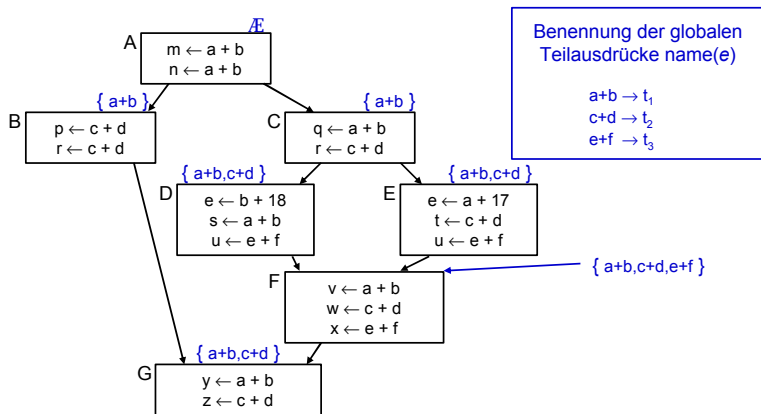 Æ
A
m ← a + b
n ← a + b
Benennung der globalen
Teilausdrücke name(e)
a+b → t1
c+d → t2
e+f → t3
{ a+b }
B
p ← c + d
r ← c + d
{ a+b }
C
q ← a + b
r ← c + d
{ a+b,c+d }
D
e ← b + 18
s ← a + b
u ← e + f
{ a+b,c+d }
E
e ← a + 17
t ← c + d
u ← e + f
{ a+b,c+d,e+f }
F
v ← a + b
w ← c + d
x ← e + f
{ a+b,c+d }
G
y ← a + b
z ← c + d